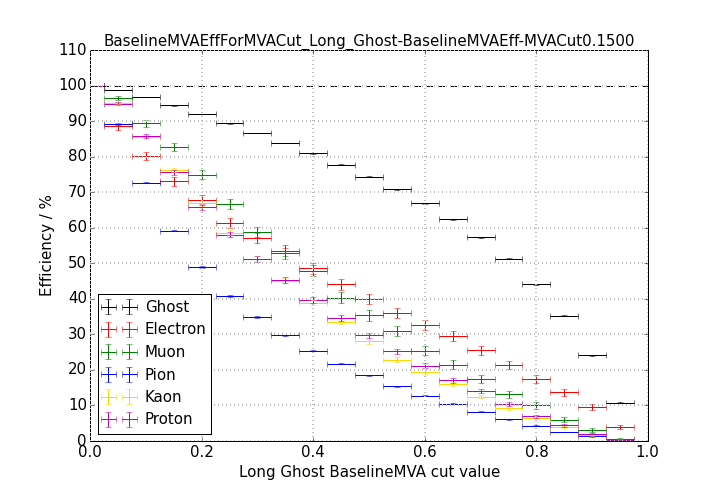 BaselineMVAEffForMVACut_Long_Ghost-BaselineMVAEff-MVACut0.1500
110
100
90
80
70
60
50
40
30
20
10
0
Efficiency / %
Ghost
Electron
Muon
Pion
Kaon
Proton
0.0 0.2 0.4 0.6 0.8 1.0
Long Ghost BaselineMVA cut value